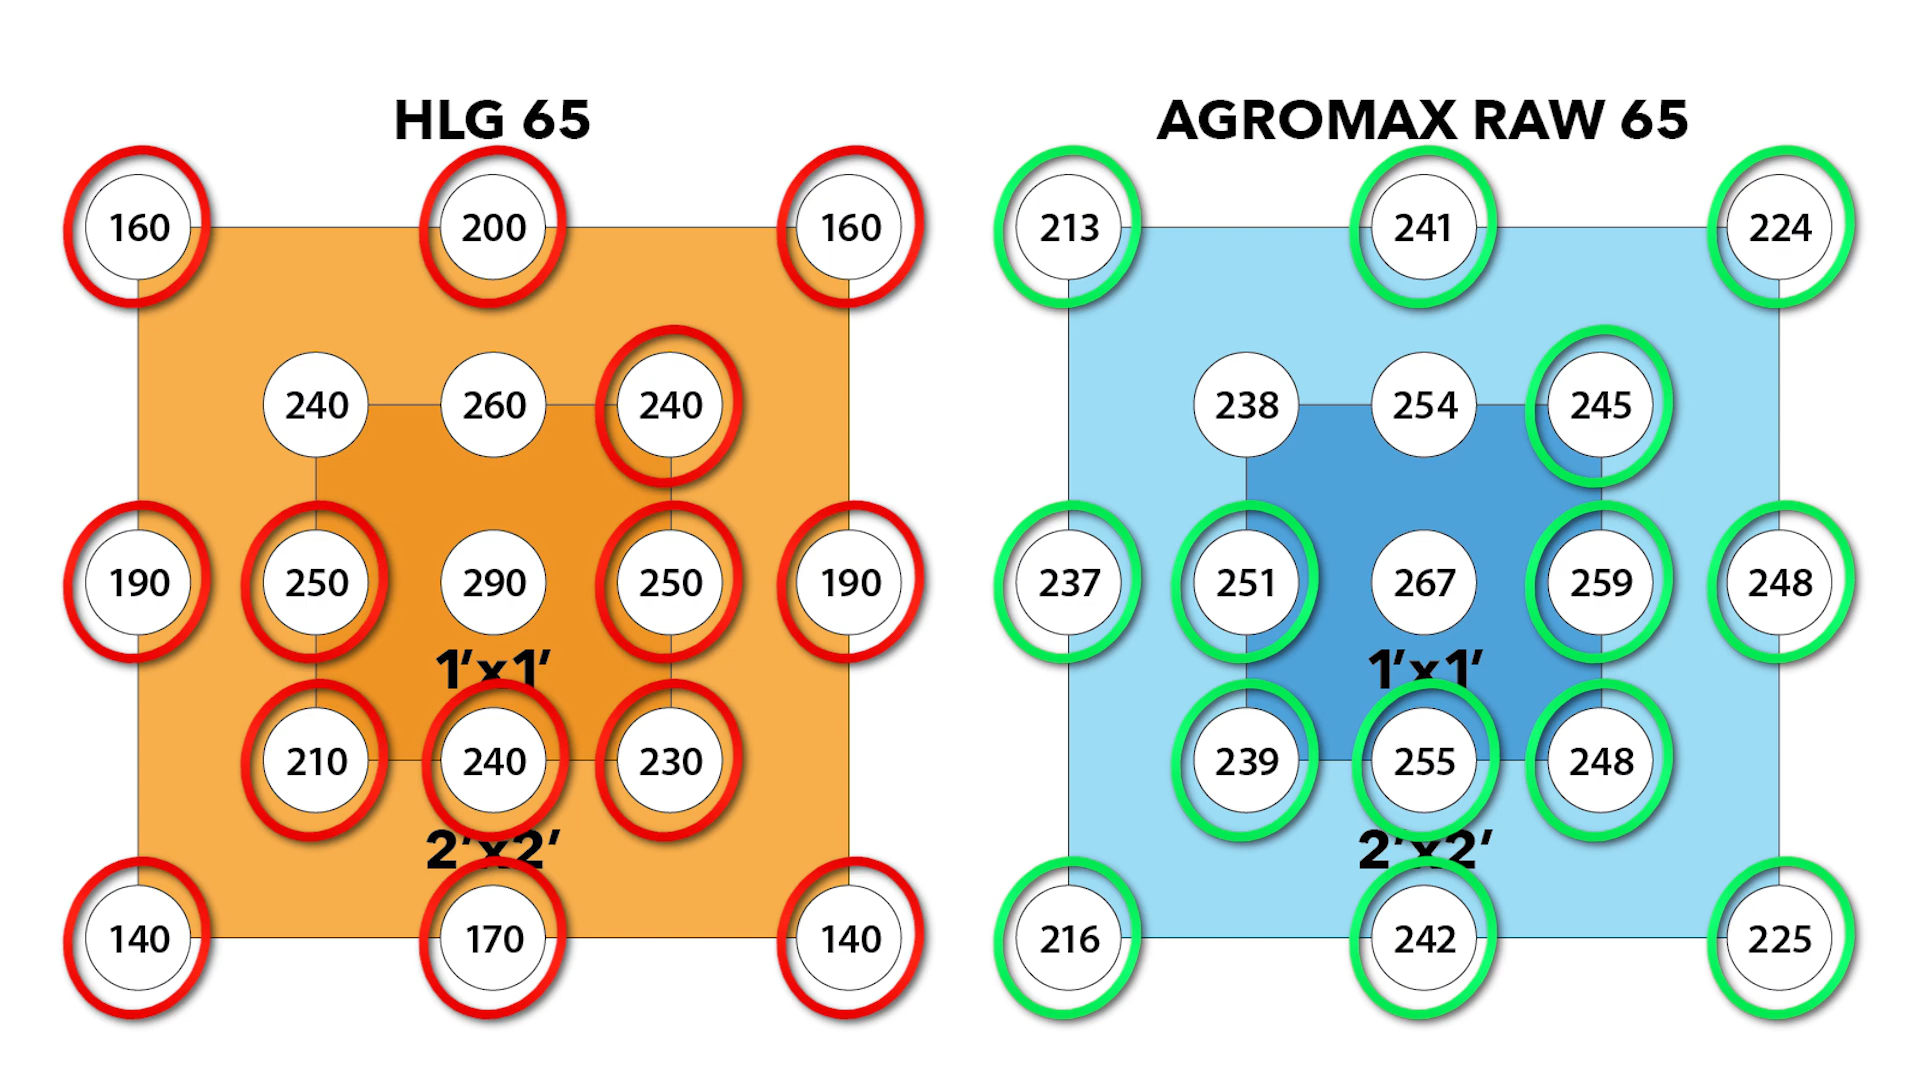 HLG 65
160 200 160
240 260 240
190 250 290 250 190
1'x1'
210 240 230
2'x2'
140 170 140
AGROMAX RAW 65
213 241 224
238 254 245
237 251 267 259 248
1'x1'
239 255 248
2'x2'
216 242 225